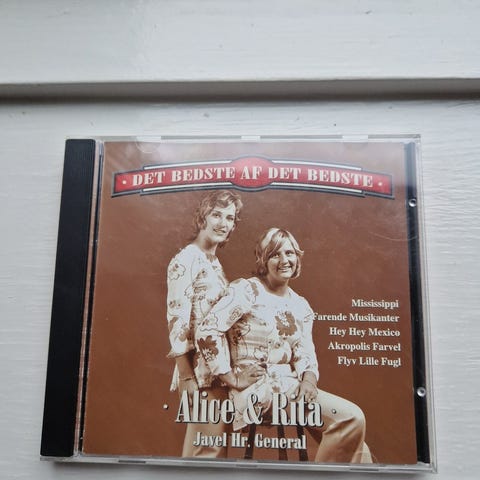 · DET BEDSTE AF DET BEDSTE ·
Mississippi
Farende Musikanter
Hey Hey Mexico
Akropolis Farvel
Flyv Lille Fugl
· Alice & Rita ·
Javel Hr. General